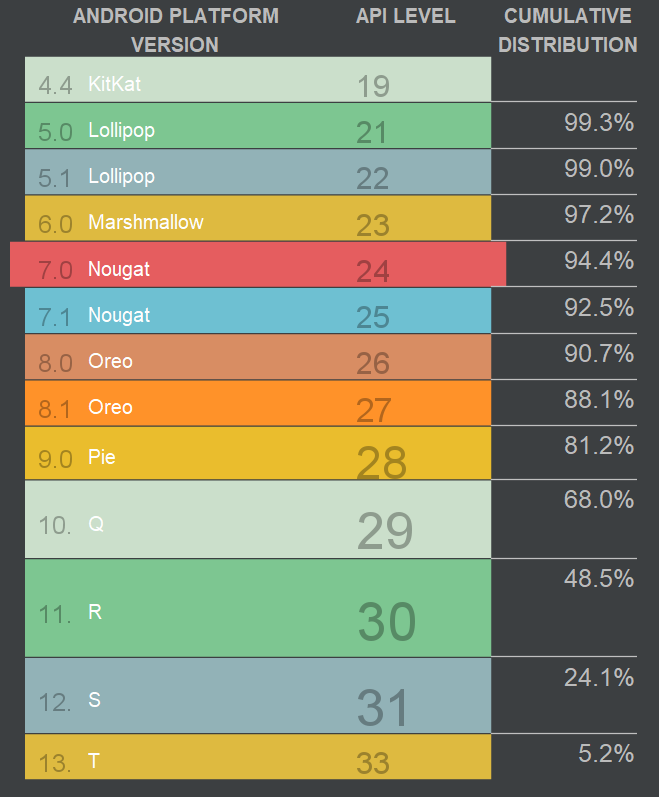 ANDROID PLATFORM VERSION API LEVEL CUMULATIVE DISTRIBUTION
4.4 KitKat 19
5.0 Lollipop 21 99.3%
5.1 Lollipop 22 99.0%
6.0 Marshmallow 23 97.2%
7.0 Nougat 24 94.4%
7.1 Nougat 25 92.5%
8.0 Oreo 26 90.7%
8.1 Oreo 27 88.1%
9.0 Pie 28 81.2%
10. Q 29 68.0%
11. R 30 48.5%
12. S 31 24.1%
13. T 33 5.2%